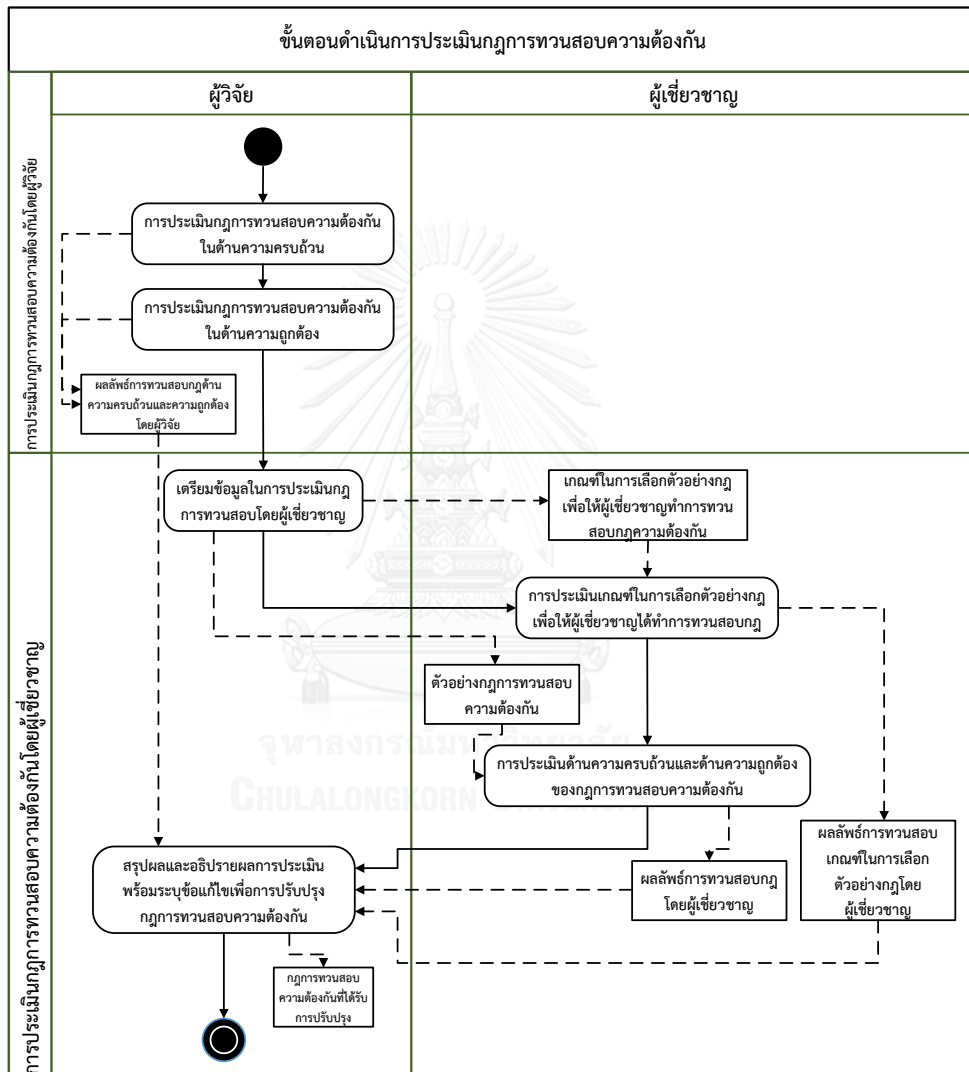 ขั้นตอนดำเนินการประเมินกฎการทวนสอบความต้องกัน
ผู้วิจัย
ผู้เชี่ยวชาญ
การประเมินกฎการทวนสอบความต้องกันโดยผู้วิจัย
การประเมินกฎการทวนสอบความต้องกัน
ในด้านความครบถ้วน
การประเมินกฎการทวนสอบความต้องกัน
ในด้านความถูกต้อง
ผลลัพธ์การทวนสอบกฎด้าน
ความครบถ้วนและความถูกต้อง
โดยผู้วิจัย
การประเมินกฎการทวนสอบความต้องกันโดยผู้เชี่ยวชาญ
เตรียมข้อมูลในการประเมินกฎ
การทวนสอบโดยผู้เชี่ยวชาญ
เกณฑ์ในการเลือกตัวอย่างกฎ
เพื่อให้ผู้เชี่ยวชาญทำการทวน
สอบกฎความต้องกัน
การประเมินเกณฑ์ในการเลือกตัวอย่างกฎ
เพื่อให้ผู้เชี่ยวชาญได้ทำการทวนสอบกฎ
ตัวอย่างกฎการทวนสอบ
ความต้องกัน
จุฬาลงกรณ์มหาวิทยาลัย
CHULALONGKORN UNIVERSITY
การประเมินด้านความครบถ้วนและด้านความถูกต้อง
ของกฎการทวนสอบความต้องกัน
สรุปผลและอธิปรายผลการประเมิน
พร้อมระบุข้อแก้ไขเพื่อการปรับปรุง
กฎการทวนสอบความต้องกัน
ผลลัพธ์การทวนสอบกฎ
โดยผู้เชี่ยวชาญ
ผลลัพธ์การทวนสอบ
เกณฑ์ในการเลือก
ตัวอย่างกฎโดย
ผู้เชี่ยวชาญ
กฎการทวนสอบ
ความต้องกันที่ได้รับ
การปรับปรุง